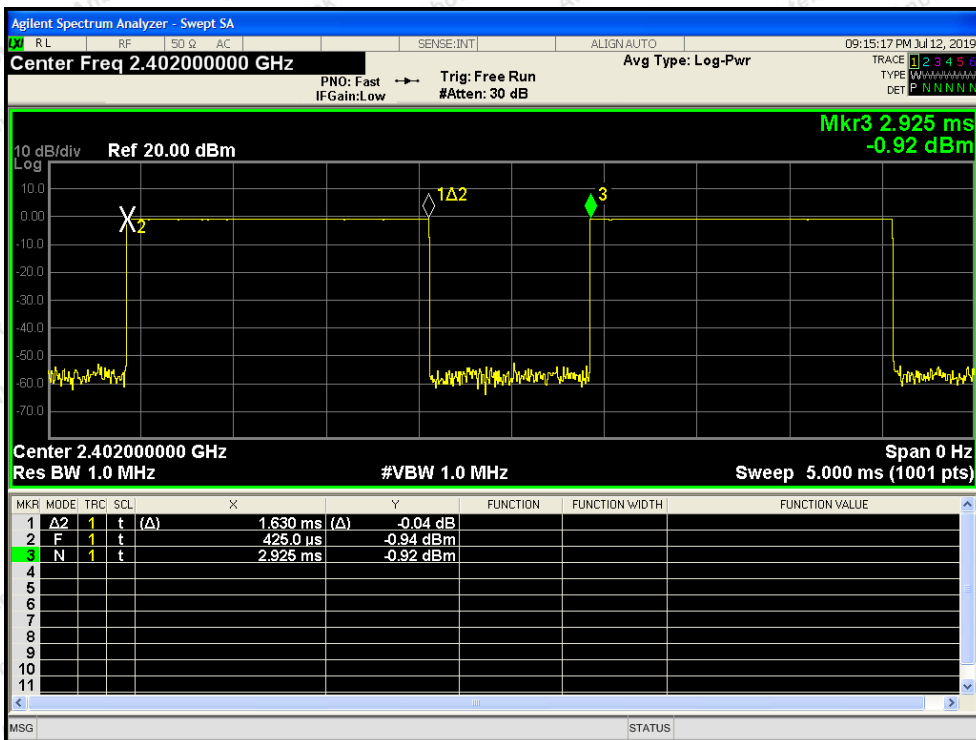 Agilent Spectrum Analyzer - Swept SA
LXI RL RF 50 Ω AC SENSE:INT ALIGN AUTO 09:15:17 PM Jul 12, 2019
Center Freq 2.402000000 GHz Avg Type: Log-Pwr TRACE 1 2 3 4 5 6
PNO: Fast Trig: Free Run TYPE WWWWWW
IFGain:Low #Atten: 30 dB DET P N N N N N
Mkr3 2.925 ms
10 dB/div Ref 20.00 dBm -0.92 dBm
Log
10.0
1Δ2 3
0.00
2
-10.0
-20.0
-30.0
-40.0
-50.0
-60.0
-70.0
Center 2.402000000 GHz Span 0 Hz
Res BW 1.0 MHz #VBW 1.0 MHz Sweep 5.000 ms (1001 pts)
MKR MODE TRC SCL X Y FUNCTION FUNCTION WIDTH FUNCTION VALUE
1 Δ2 1 t (Δ) 1.630 ms (Δ) -0.04 dB
2 F 1 t 425.0 µs -0.94 dBm
3 N 1 t 2.925 ms -0.92 dBm
4
5
6
7
8
9
10
11
MSG STATUS